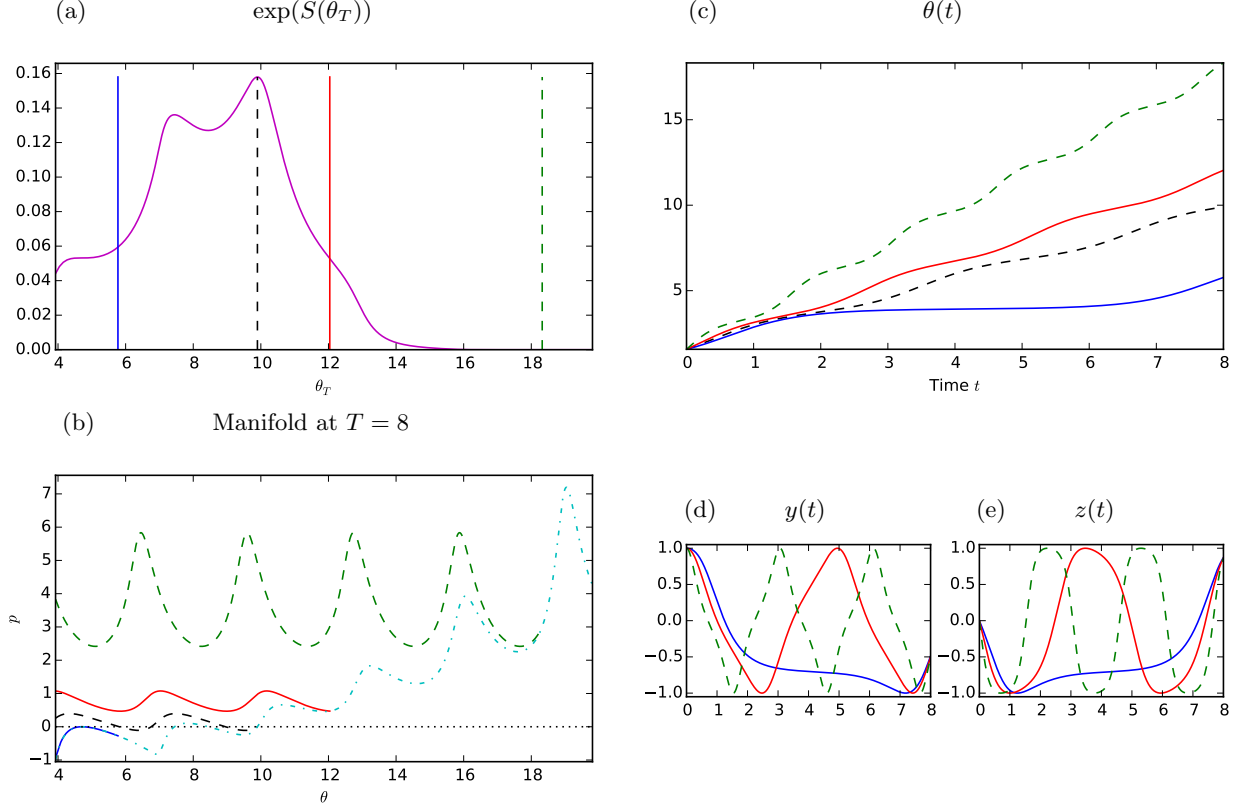 (a) exp(S(θ_T))
0.16
0.14
0.12
0.10
0.08
0.06
0.04
0.02
0.00
4 6 8 10 12 14 16 18
θ_T
(c) θ(t)
15
10
5
0 1 2 3 4 5 6 7 8
Time t
(b) Manifold at T = 8
7
6
5
4
3
2
1
0
−1
p
4 6 8 10 12 14 16 18
θ
(d) y(t)
1.0
0.5
0.0
−0.5
−1.0
0 1 2 3 4 5 6 7 8
(e) z(t)
1.0
0.5
0.0
−0.5
−1.0
0 1 2 3 4 5 6 7 8